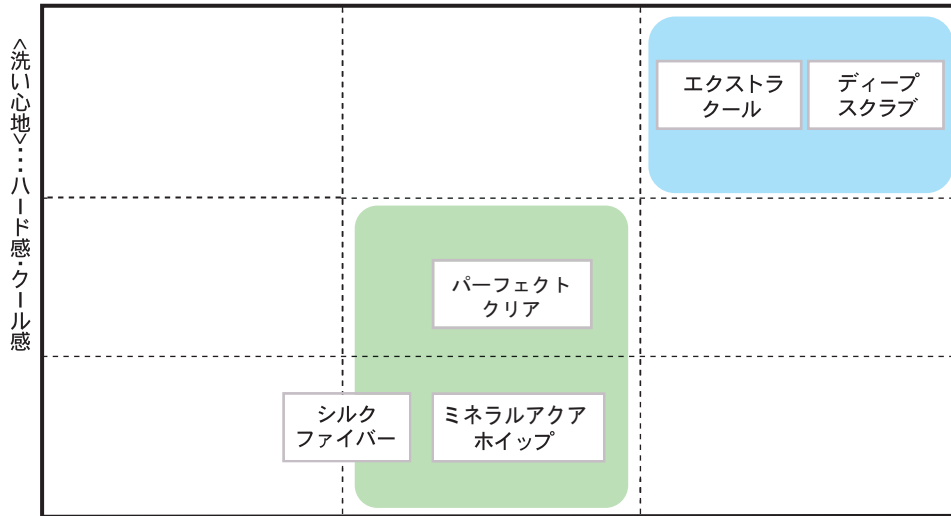 <洗い心地>・・・ハード感・クール感
エクストラ
クール
ディープ
スクラブ
パーフェクト
クリア
シルク
ファイバー
ミネラルアクア
ホイップ